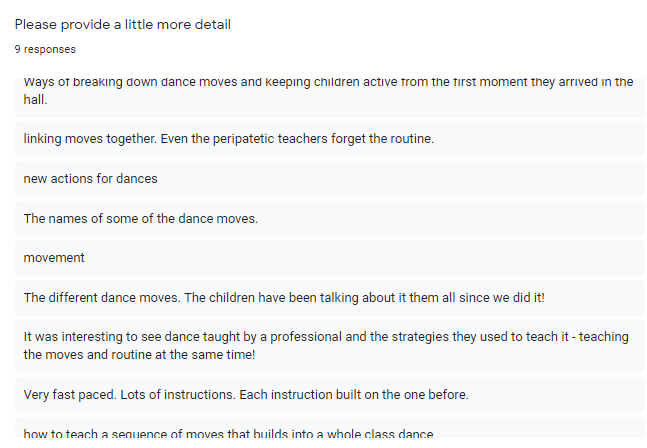 Please provide a little more detail
9 responses
Ways of breaking down dance moves and keeping children active from the first moment they arrived in the
hall.
linking moves together. Even the peripatetic teachers forget the routine.
new actions for dances
The names of some of the dance moves.
movement
The different dance moves. The children have been talking about it them all since we did it!
It was interesting to see dance taught by a professional and the strategies they used to teach it - teaching
the moves and routine at the same time!
Very fast paced. Lots of instructions. Each instruction built on the one before.
how to teach a sequence of moves that builds into a whole class dance